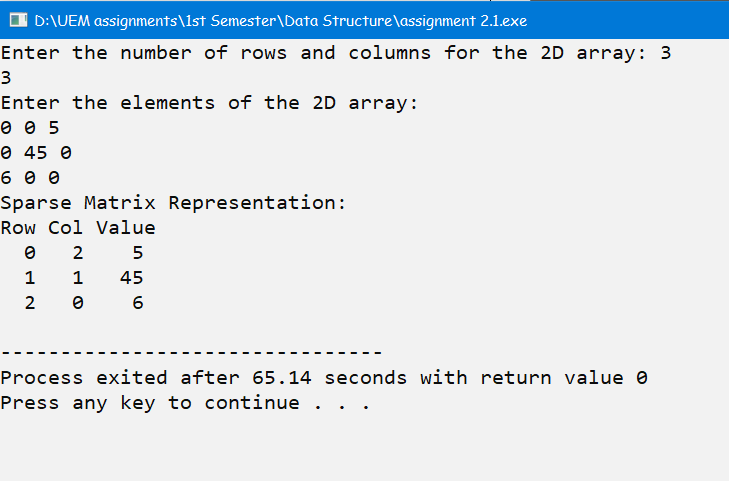 D:\UEM assignments\1st Semester\Data Structure\assignment 2.1.exe
Enter the number of rows and columns for the 2D array: 3
3
Enter the elements of the 2D array:
0 0 5
0 45 0
6 0 0
Sparse Matrix Representation:
Row Col Value
  0   2    5
  1   1   45
  2   0    6
--------------------------------
Process exited after 65.14 seconds with return value 0
Press any key to continue . . .